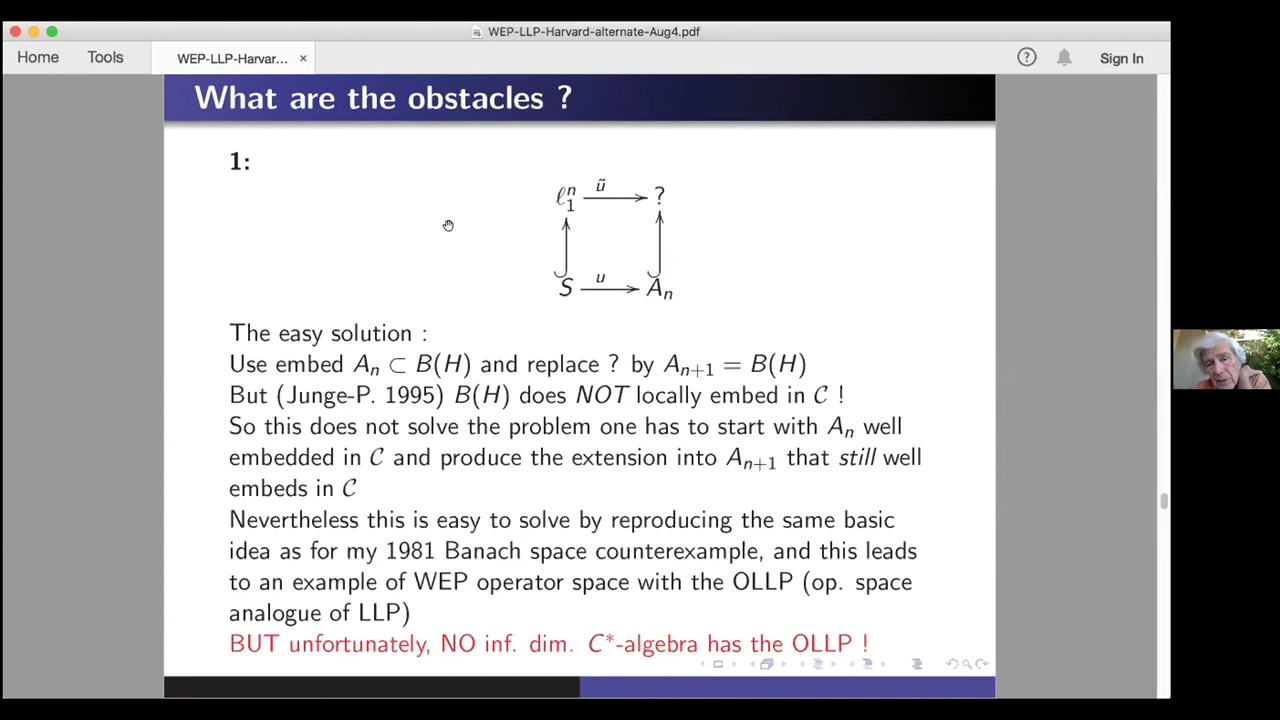 WEP-LLP-Harvard-alternate-Aug4.pdf
Home Tools WEP-LLP-Harvar... × ? Sign In
What are the obstacles ?
1:
ℓ₁ⁿ ũ ?
S u Aₙ
The easy solution :
Use embed Aₙ ⊂ B(H) and replace ? by Aₙ₊₁ = B(H)
But (Junge-P. 1995) B(H) does NOT locally embed in 𝒞 !
So this does not solve the problem one has to start with Aₙ well
embedded in 𝒞 and produce the extension into Aₙ₊₁ that still well
embeds in 𝒞
Nevertheless this is easy to solve by reproducing the same basic
idea as for my 1981 Banach space counterexample, and this leads
to an example of WEP operator space with the OLLP (op. space
analogue of LLP)
BUT unfortunately, NO inf. dim. C*-algebra has the OLLP !